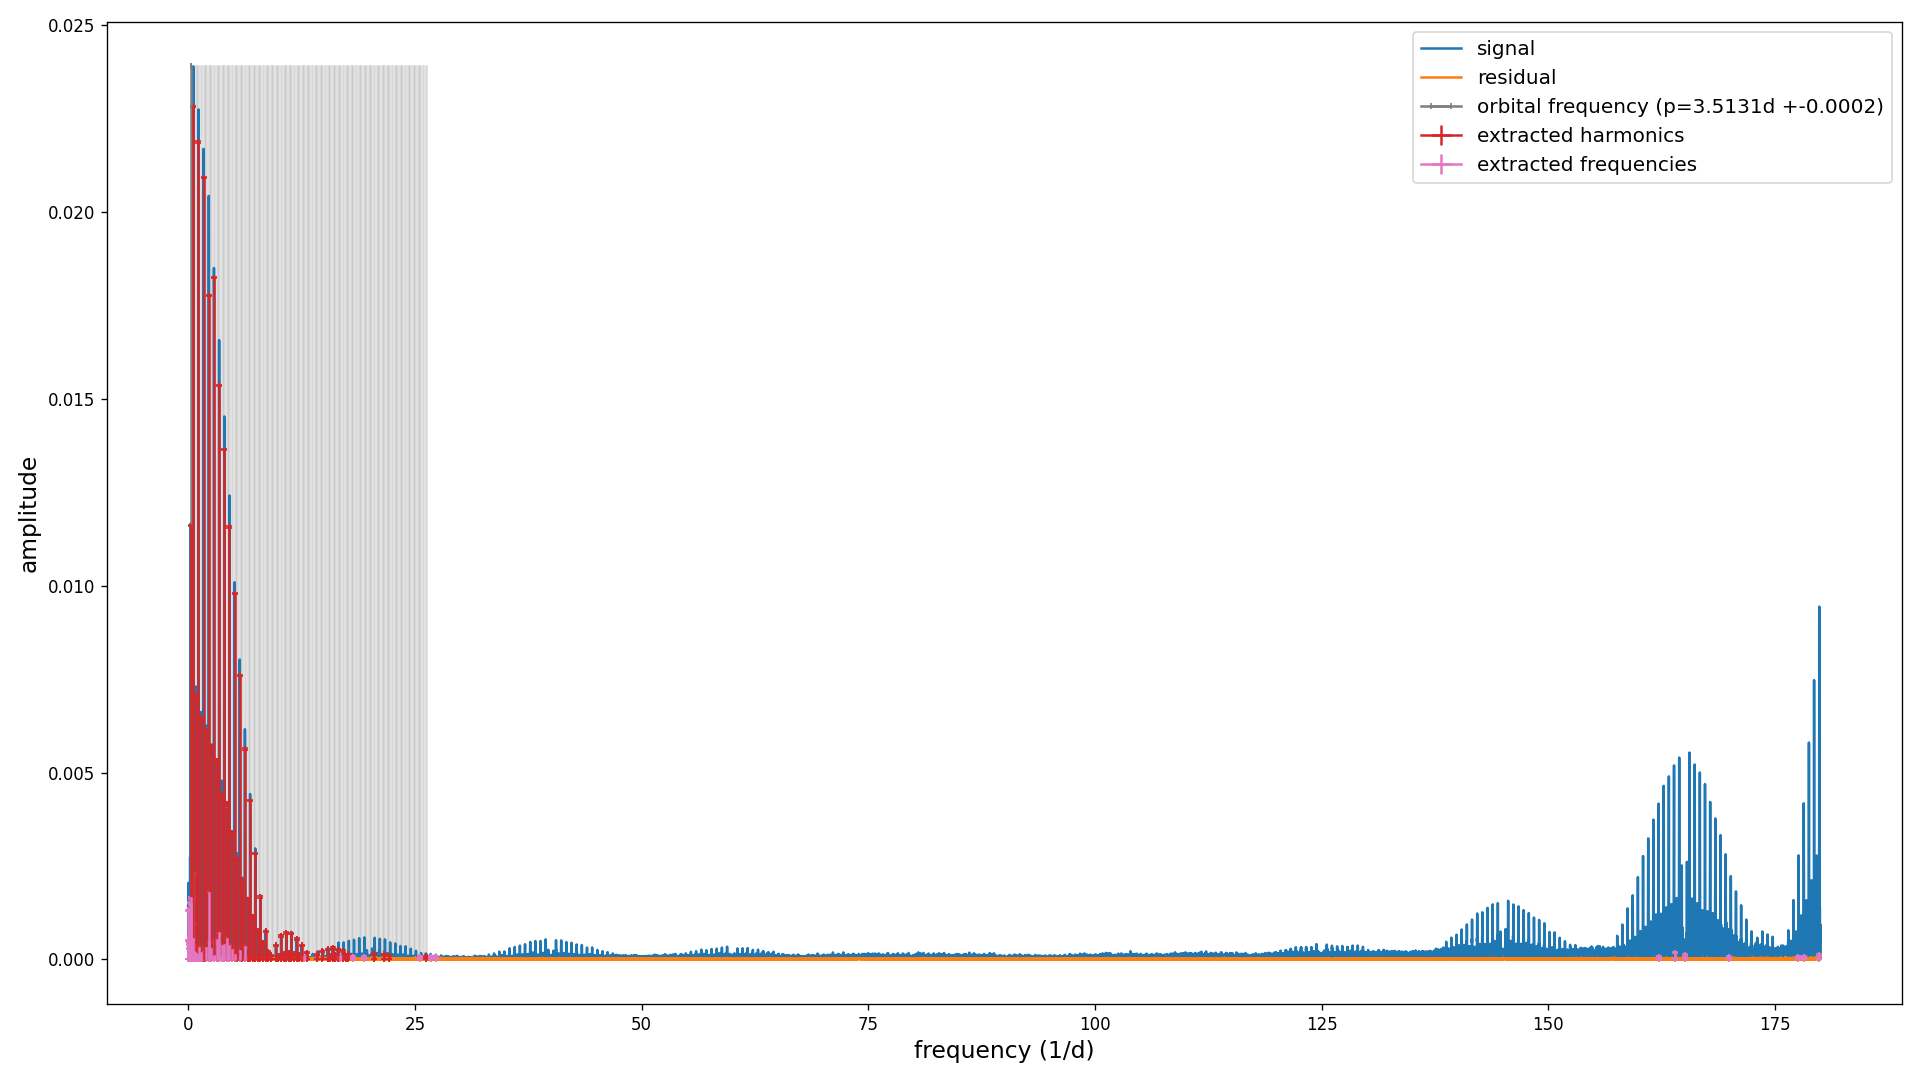 0.025
0.020
0.015
0.010
0.005
0.000
amplitude
0
25
50
75
100
125
150
175
frequency (1/d)
signal
residual
orbital frequency (p=3.5131d +-0.0002)
extracted harmonics
extracted frequencies